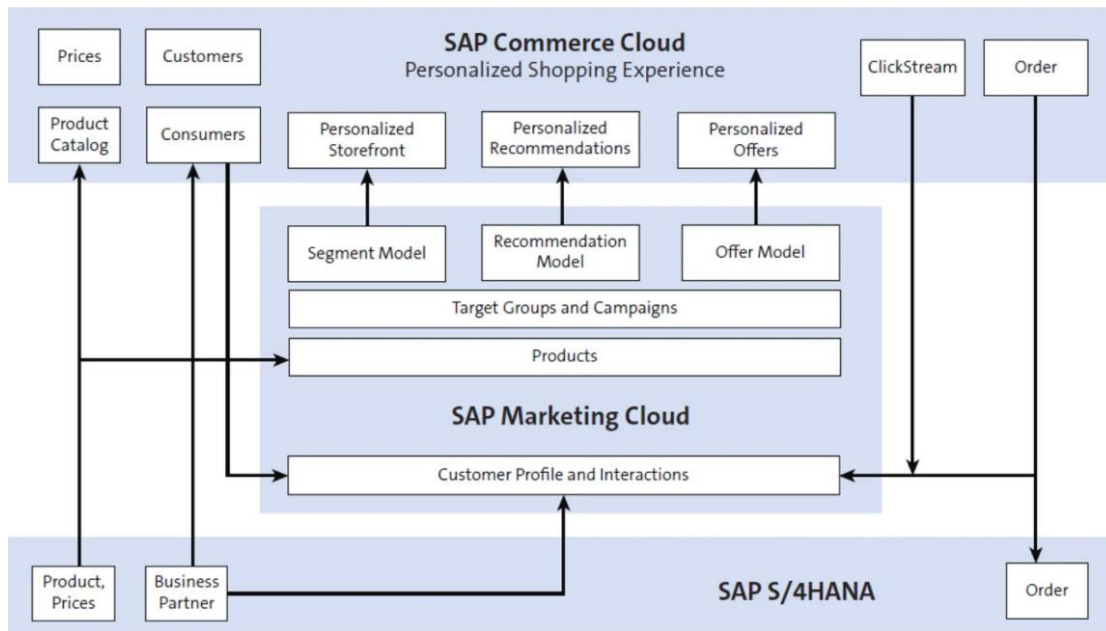 Prices
Customers
SAP Commerce Cloud
Personalized Shopping Experience
ClickStream
Order
Product
Catalog
Consumers
Personalized
Storefront
Personalized
Recommendations
Personalized
Offers
Segment Model
Recommendation
Model
Offer Model
Target Groups and Campaigns
Products
SAP Marketing Cloud
Customer Profile and Interactions
Product,
Prices
Business
Partner
SAP S/4HANA
Order